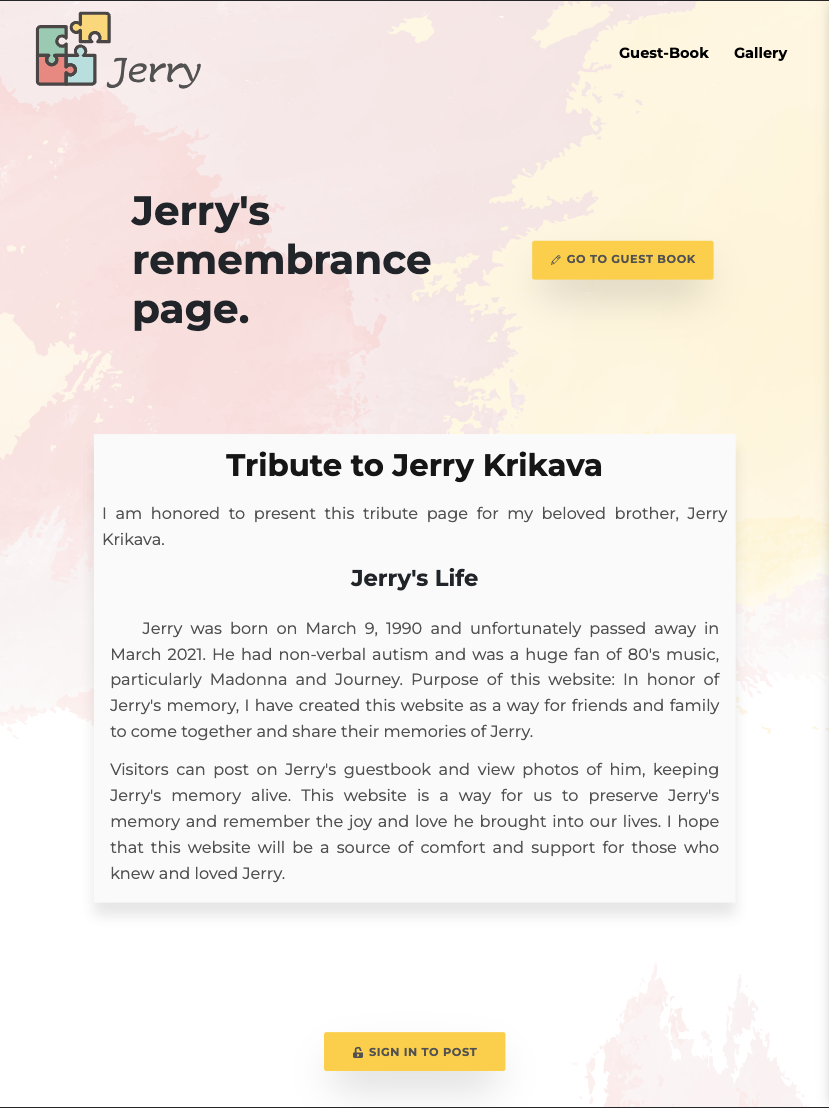 Jerry
Guest-Book Gallery
Jerry's
remembrance
page.
GO TO GUEST BOOK
Tribute to Jerry Krikava
I am honored to present this tribute page for my beloved brother, Jerry
Krikava.
Jerry's Life
Jerry was born on March 9, 1990 and unfortunately passed away in
March 2021. He had non-verbal autism and was a huge fan of 80's music,
particularly Madonna and Journey. Purpose of this website: In honor of
Jerry's memory, I have created this website as a way for friends and family
to come together and share their memories of Jerry.
Visitors can post on Jerry's guestbook and view photos of him, keeping
Jerry's memory alive. This website is a way for us to preserve Jerry's
memory and remember the joy and love he brought into our lives. I hope
that this website will be a source of comfort and support for those who
knew and loved Jerry.
SIGN IN TO POST